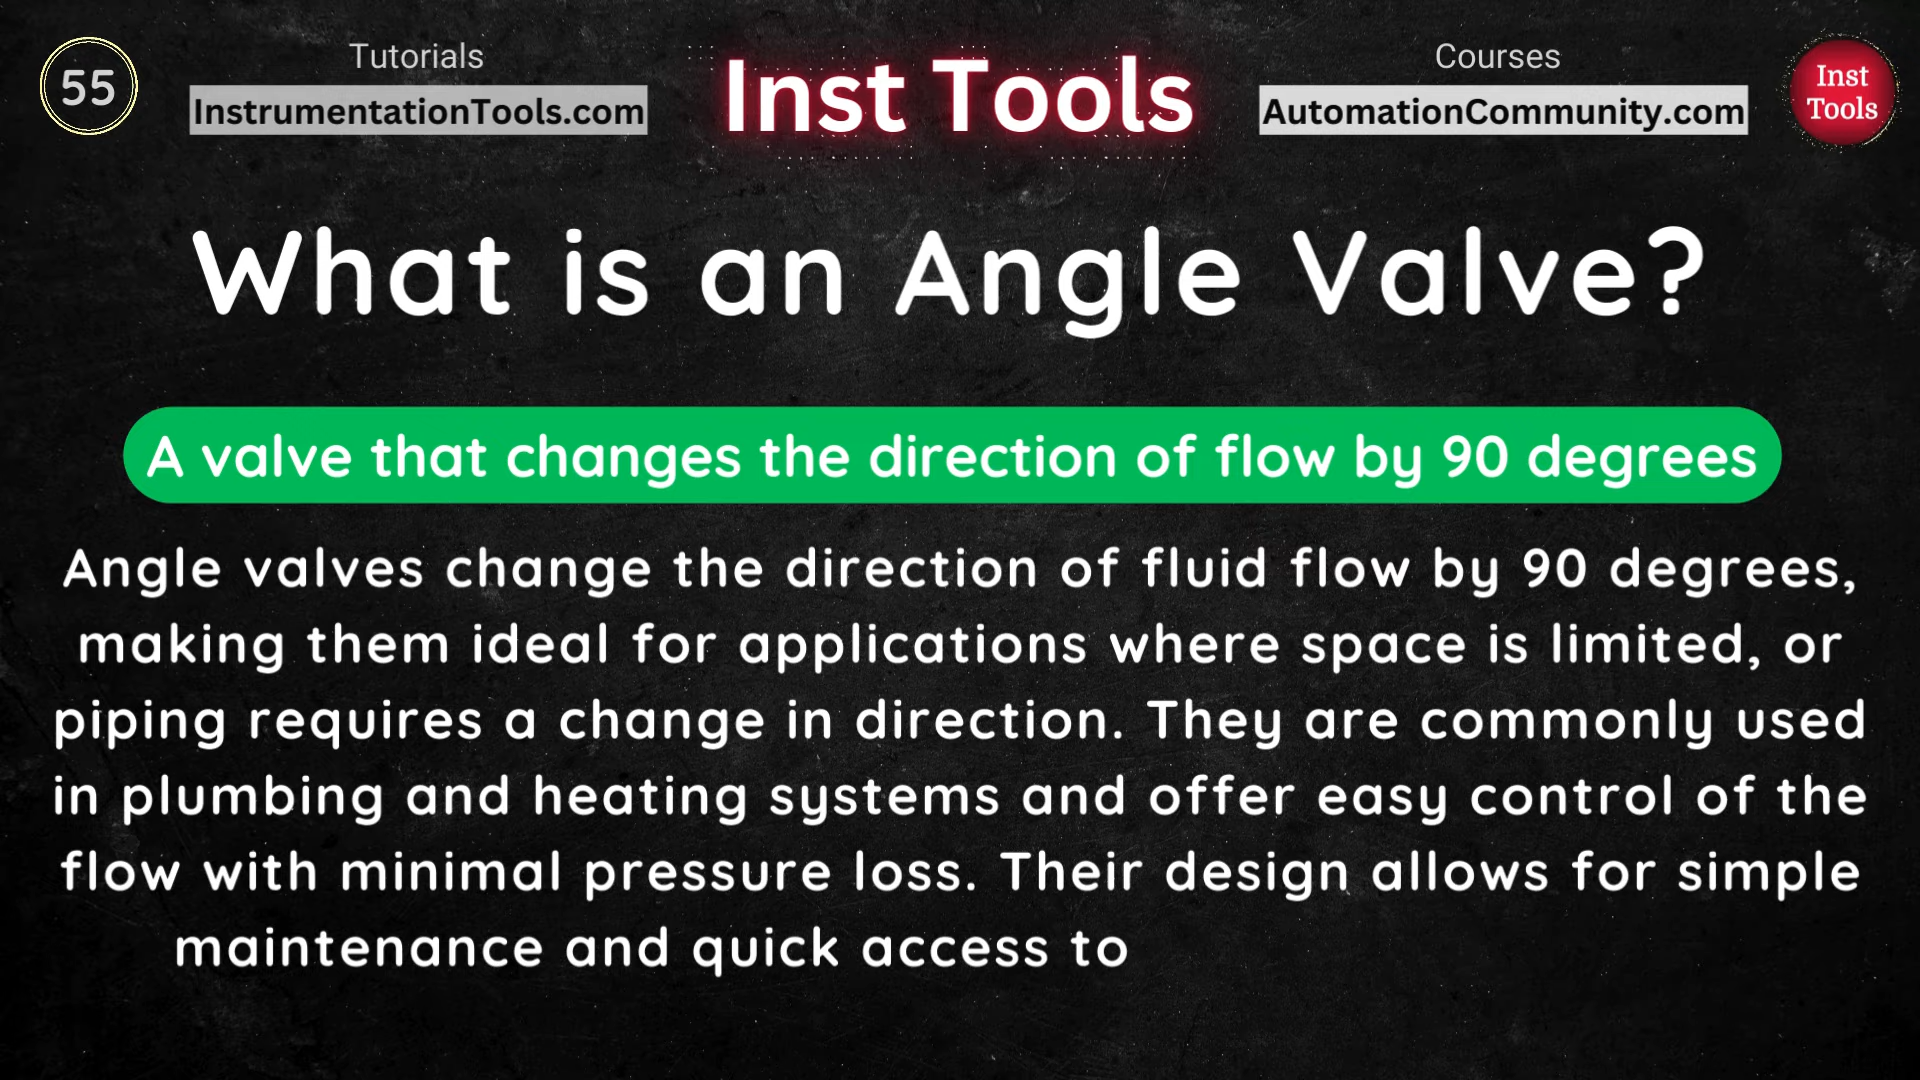 55
Tutorials
InstrumentationTools.com
Inst Tools
Courses
AutomationCommunity.com
Inst
Tools
What is an Angle Valve?
A valve that changes the direction of flow by 90 degrees
Angle valves change the direction of fluid flow by 90 degrees,
making them ideal for applications where space is limited, or
piping requires a change in direction. They are commonly used
in plumbing and heating systems and offer easy control of the
flow with minimal pressure loss. Their design allows for simple
maintenance and quick access to